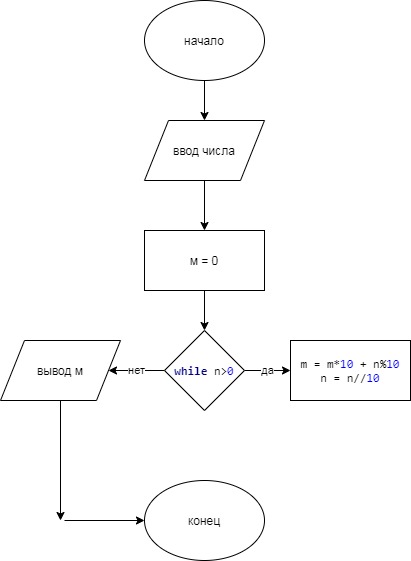 начало
ввод числа
м = 0
while n>0
нет
да
вывод м
m = m*10 + n%10
n = n//10
конец